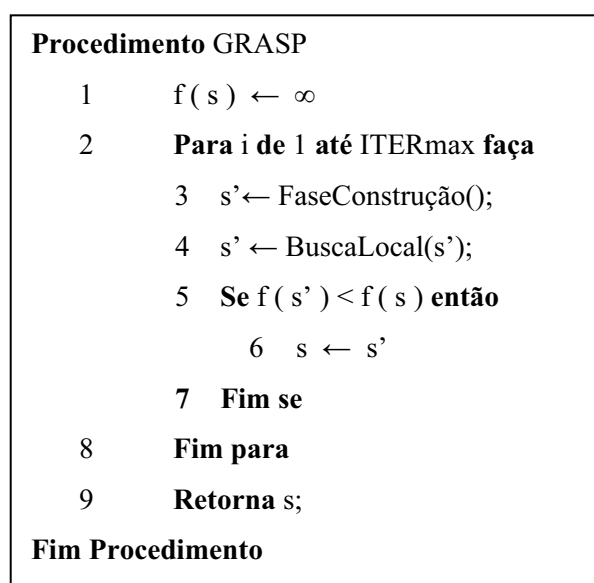 Procedimento GRASP
1 f ( s ) ← ∞
2 Para i de 1 até ITERmax faça
3 s’← FaseConstrução();
4 s’ ← BuscaLocal(s’);
5 Se f ( s’ ) < f ( s ) então
6 s ← s’
7 Fim se
8 Fim para
9 Retorna s;
Fim Procedimento